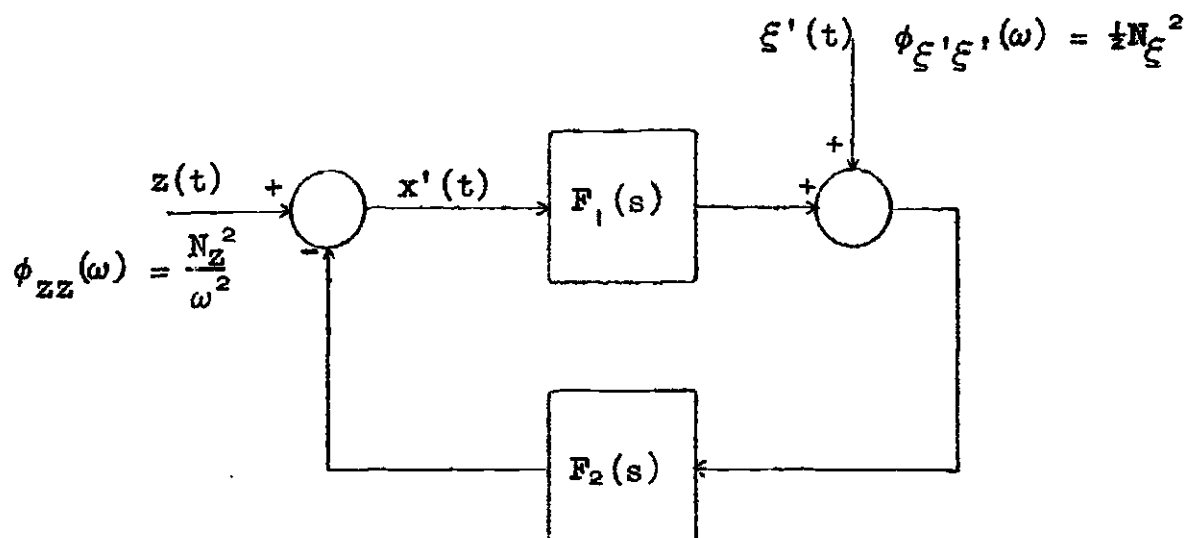 ξ'(t) ϕ_ξ'ξ'(ω) = ½N_ξ²
+
z(t) + x'(t) F₁(s) +
-
ϕ_zz(ω) = N_z²/ω²
F₂(s)